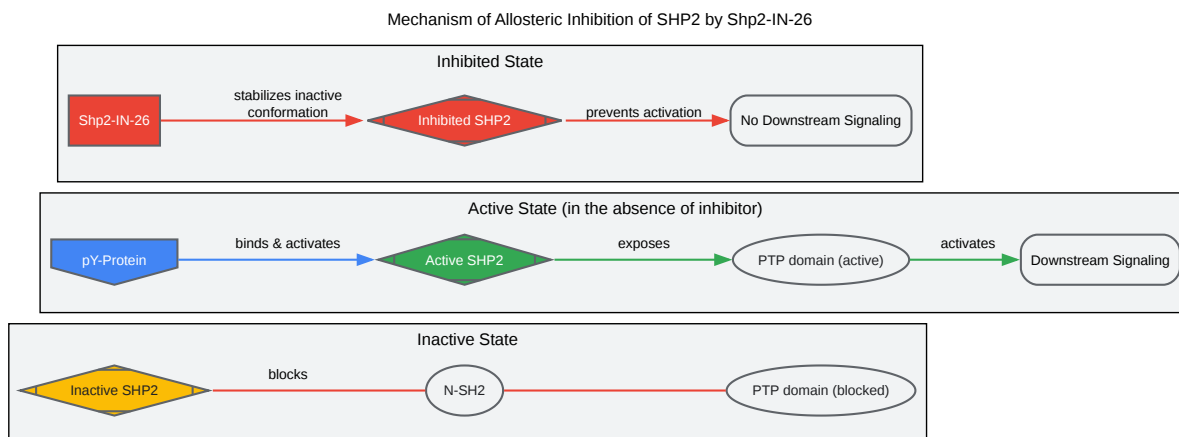 Mechanism of Allosteric Inhibition of SHP2 by Shp2-IN-26
Inhibited State
Shp2-IN-26
stabilizes inactive
conformation
Inhibited SHP2
prevents activation
No Downstream Signaling
Active State (in the absence of inhibitor)
pY-Protein
binds & activates
Active SHP2
exposes
PTP domain (active)
activates
Downstream Signaling
Inactive State
Inactive SHP2
blocks
N-SH2
PTP domain (blocked)